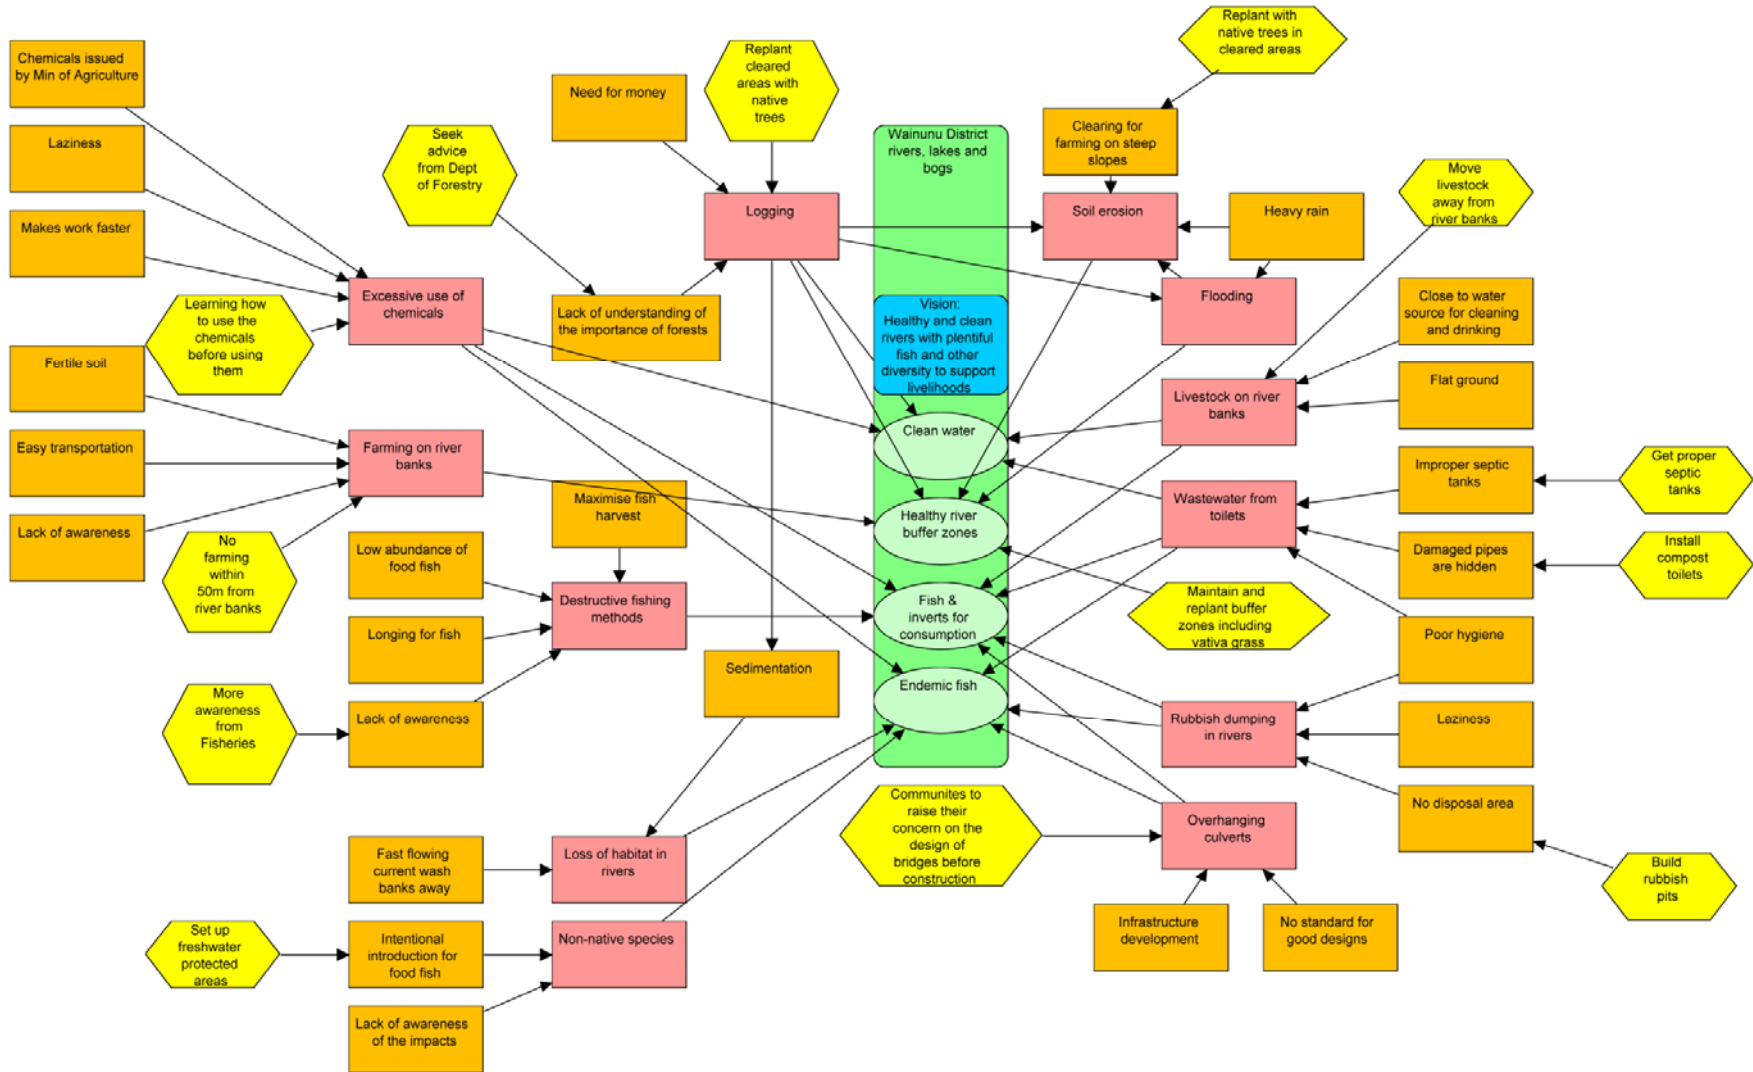 Chemicals issued
by Min of Agriculture
Laziness
Makes work faster
Learning how
to use the
chemicals
before using
them
Fertile soil
Easy transportation
Lack of awareness
No
farming
within
50m from
river banks
Excessive use of
chemicals
Farming on river
banks
Seek
advice
from Dept
of Forestry
Need for money
Lack of understanding of
the importance of forests
Replant
cleared
areas with
native
trees
Logging
Maximise fish
harvest
Low abundance of
food fish
Longing for fish
Lack of awareness
More
awareness
from
Fisheries
Destructive fishing
methods
Sedimentation
Fast flowing
current wash
banks away
Loss of habitat in
rivers
Set up
freshwater
protected
areas
Intentional
introduction for
food fish
Non-native species
Lack of awareness
of the impacts
Wainunu District
rivers, lakes and
bogs
Vision:
Healthy and clean
rivers with plentiful
fish and other
diversity to support
livelihoods
Clean water
Healthy river
buffer zones
Fish &
inverts for
consumption
Endemic fish
Replant with
native trees in
cleared areas
Clearing for
farming on steep
slopes
Soil erosion
Heavy rain
Flooding
Move
livestock
away from
river banks
Close to water
source for cleaning
and drinking
Flat ground
Livestock on river
banks
Improper septic
tanks
Get proper
septic
tanks
Wastewater from
toilets
Damaged pipes
are hidden
Install
compost
toilets
Maintain and
replant buffer
zones including
vativa grass
Poor hygiene
Rubbish dumping
in rivers
Laziness
No disposal area
Build
rubbish
pits
Communites to
raise their
concern on the
design of
bridges before
construction
Overhanging
culverts
Infrastructure
development
No standard for
good designs